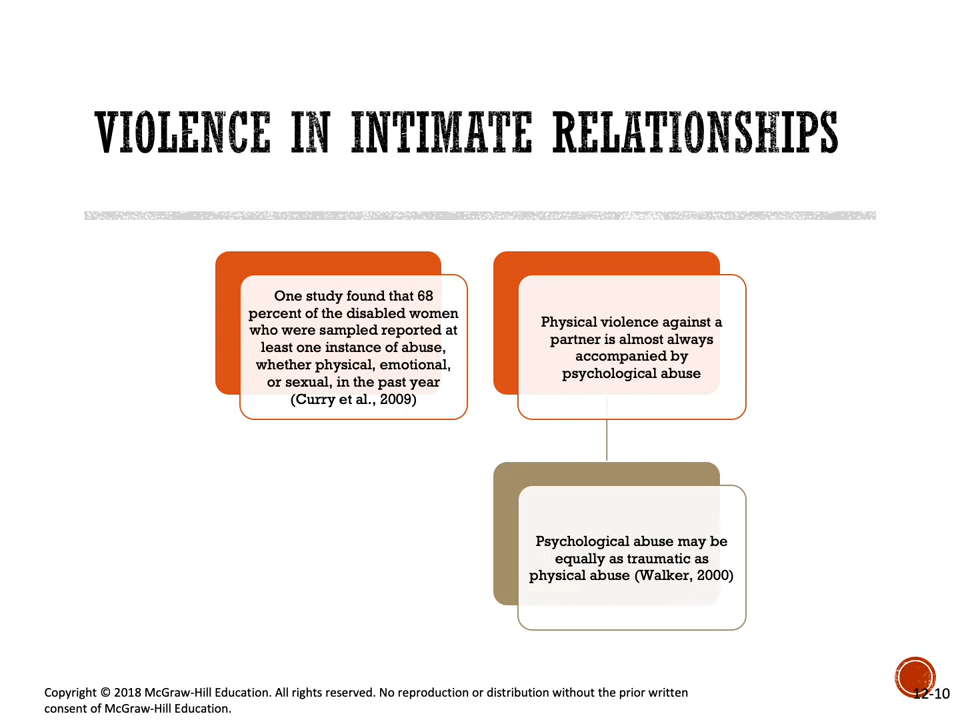 VIOLENCE IN INTIMATE RELATIONSHIPS
One study found that 68
percent of the disabled women
who were sampled reported at
least one instance of abuse,
whether physical, emotional,
or sexual, in the past year
(Curry et al., 2009)
Physical violence against a
partner is almost always
accompanied by
psychological abuse
Psychological abuse may be
equally as traumatic as
physical abuse (Walker, 2000)
Copyright © 2018 McGraw-Hill Education. All rights reserved. No reproduction or distribution without the prior written
consent of McGraw-Hill Education.
12-10